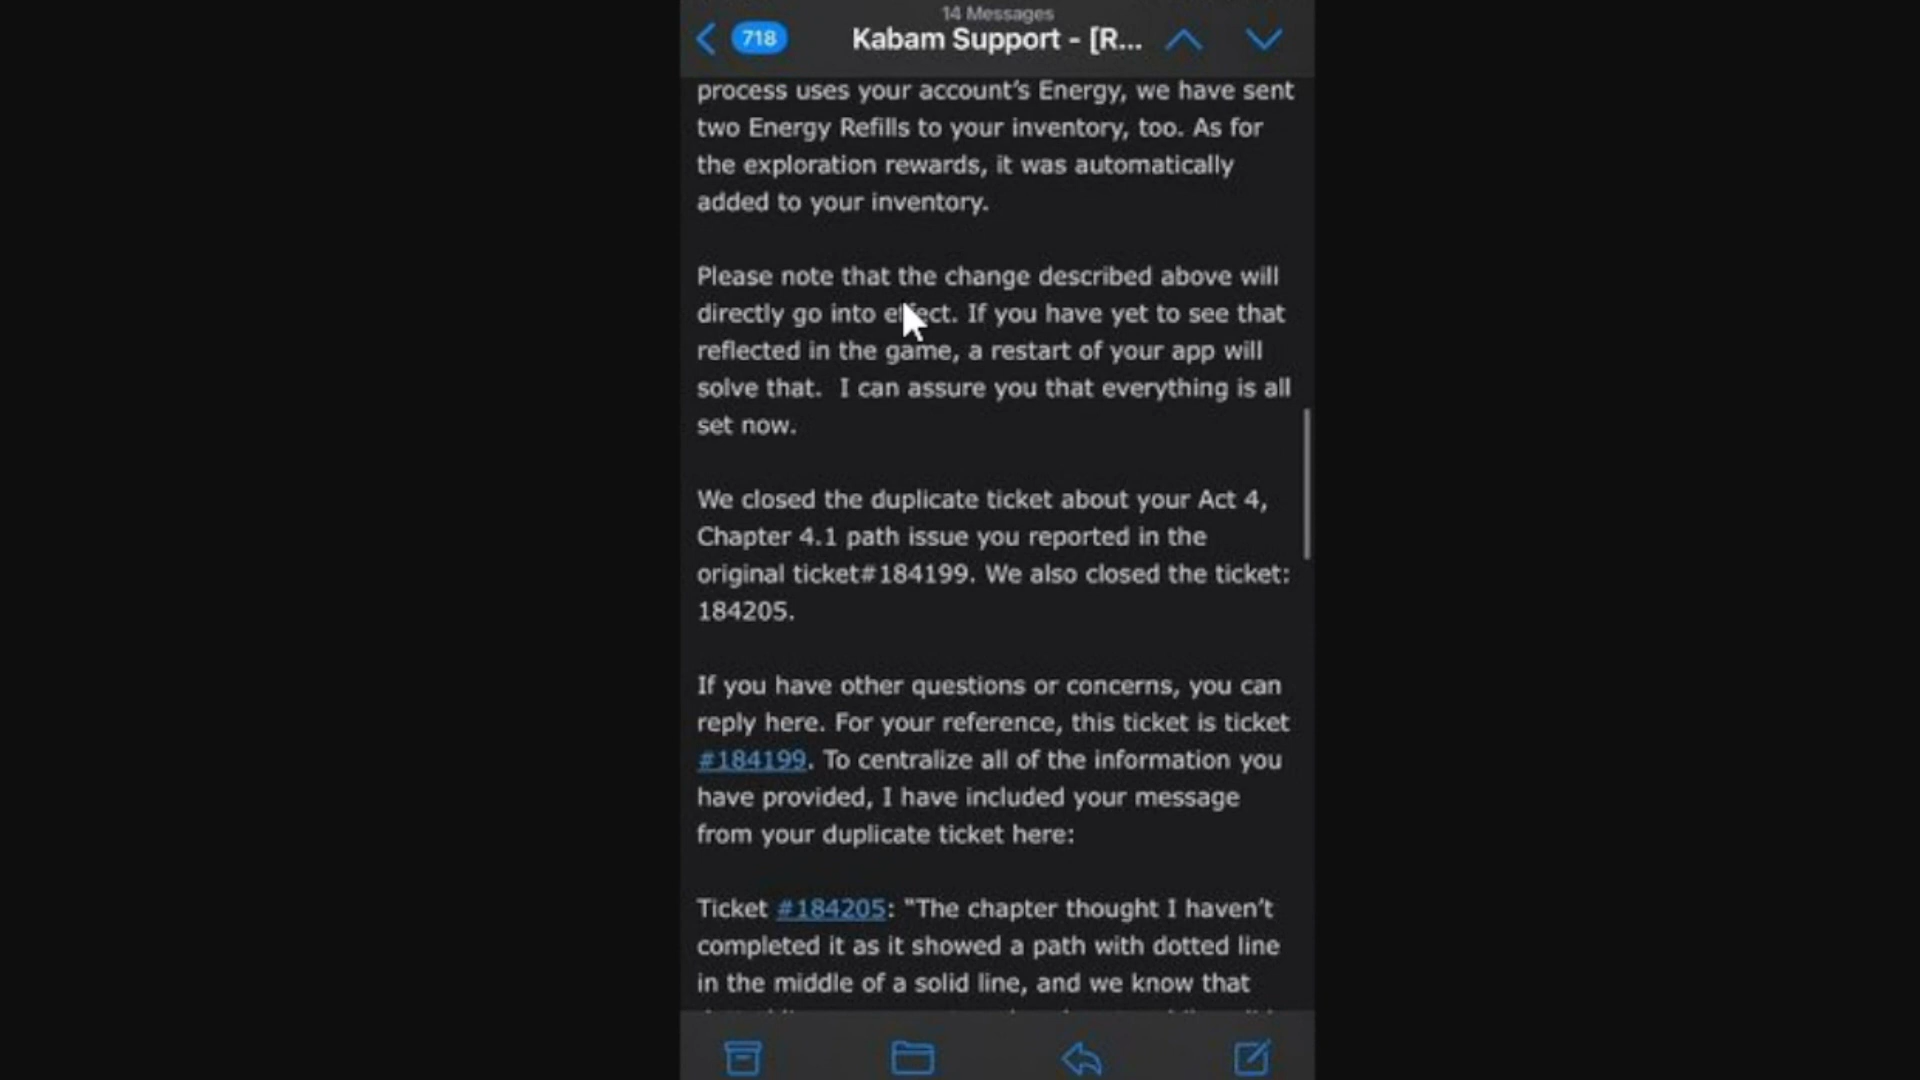 14 Messages
718
Kabam Support - [R...
process uses your account's Energy, we have sent
two Energy Refills to your inventory, too. As for
the exploration rewards, it was automatically
added to your inventory.
Please note that the change described above will
directly go into effect. If you have yet to see that
reflected in the game, a restart of your app will
solve that.  I can assure you that everything is all
set now.
We closed the duplicate ticket about your Act 4,
Chapter 4.1 path issue you reported in the
original ticket#184199. We also closed the ticket:
184205.
If you have other questions or concerns, you can
reply here. For your reference, this ticket is ticket
#184199. To centralize all of the information you
have provided, I have included your message
from your duplicate ticket here:
Ticket #184205: "The chapter thought I haven't
completed it as it showed a path with dotted line
in the middle of a solid line, and we know that